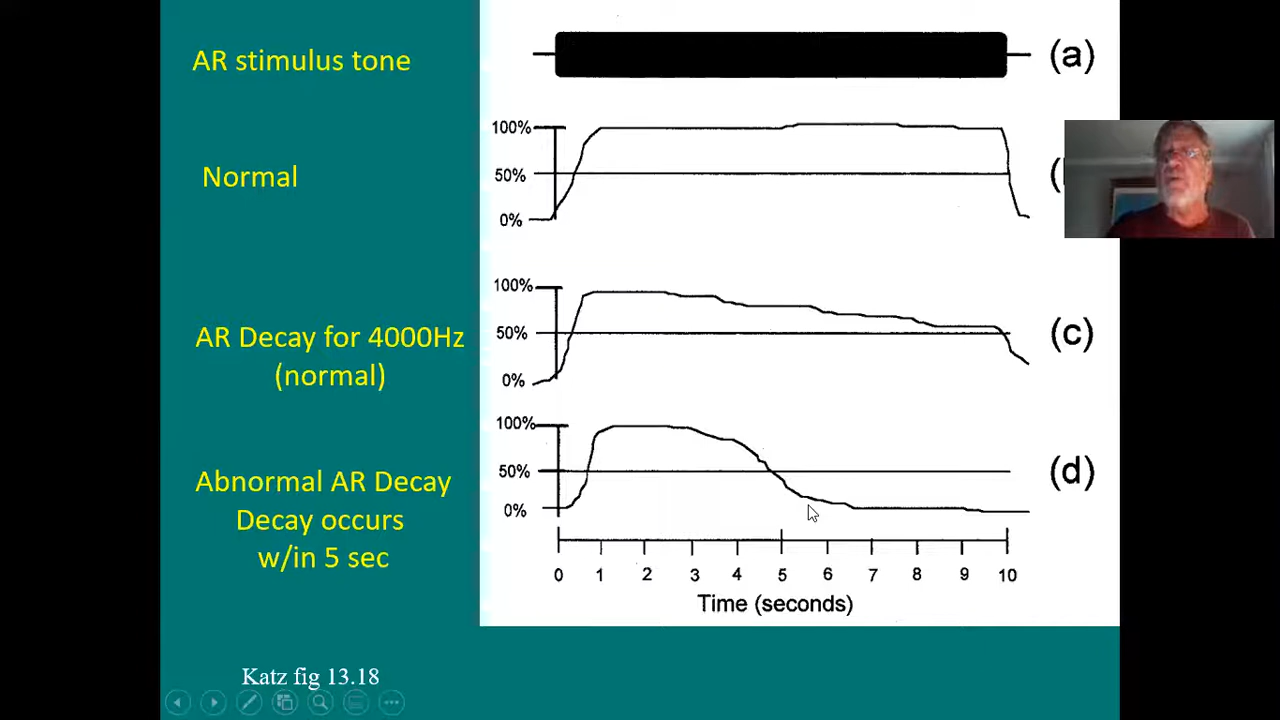 AR stimulus tone
(a)
100%
50%
0%
Normal
100%
50%
0%
AR Decay for 4000Hz
(normal)
(c)
100%
50%
0%
Abnormal AR Decay
Decay occurs
w/in 5 sec
(d)
0 1 2 3 4 5 6 7 8 9 10
Time (seconds)
Katz fig 13.18